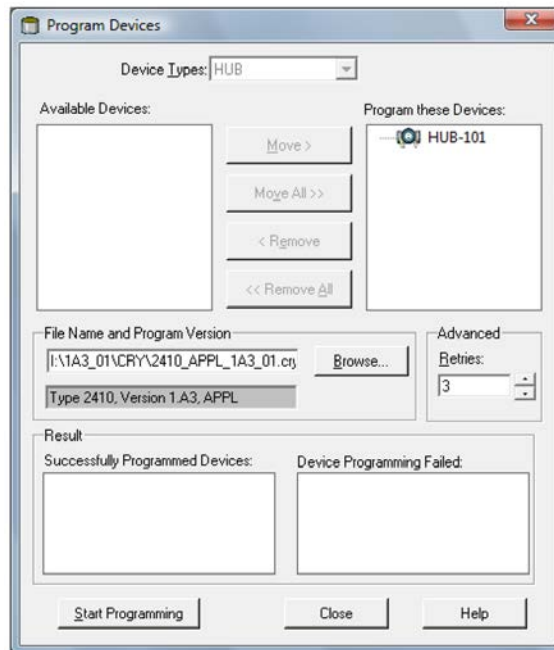 Program Devices
Device Types: HUB
Available Devices:
Program these Devices:
HUB-101
Move >
Move All >>
< Remove
<< Remove All
File Name and Program Version
I:\1A3_01\CRY\2410_APPL_1A3_01.cry
Browse...
Type 2410, Version 1.A3, APPL
Advanced
Retries:
3
Result
Successfully Programmed Devices:
Device Programming Failed:
Start Programming
Close
Help